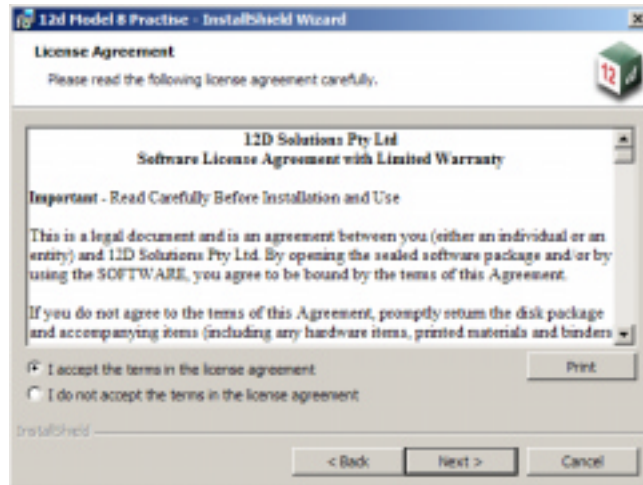 12d Model 8 Practise - InstallShield Wizard
License Agreement
Please read the following license agreement carefully.
12 d
12D Solutions Pty Ltd
Software License Agreement with Limited Warranty
Important - Read Carefully Before Installation and Use
This is a legal document and is an agreement between you (either an individual or an
entity) and 12D Solutions Pty Ltd. By opening the sealed software package and/or by
using the SOFTWARE, you agree to be bound by the terms of this Agreement.
If you do not agree to the terms of this Agreement, promptly return the disk package
and accompanying items (including any hardware items, printed materials and binders
I accept the terms in the license agreement
Print
I do not accept the terms in the license agreement
InstallShield
< Back Next > Cancel